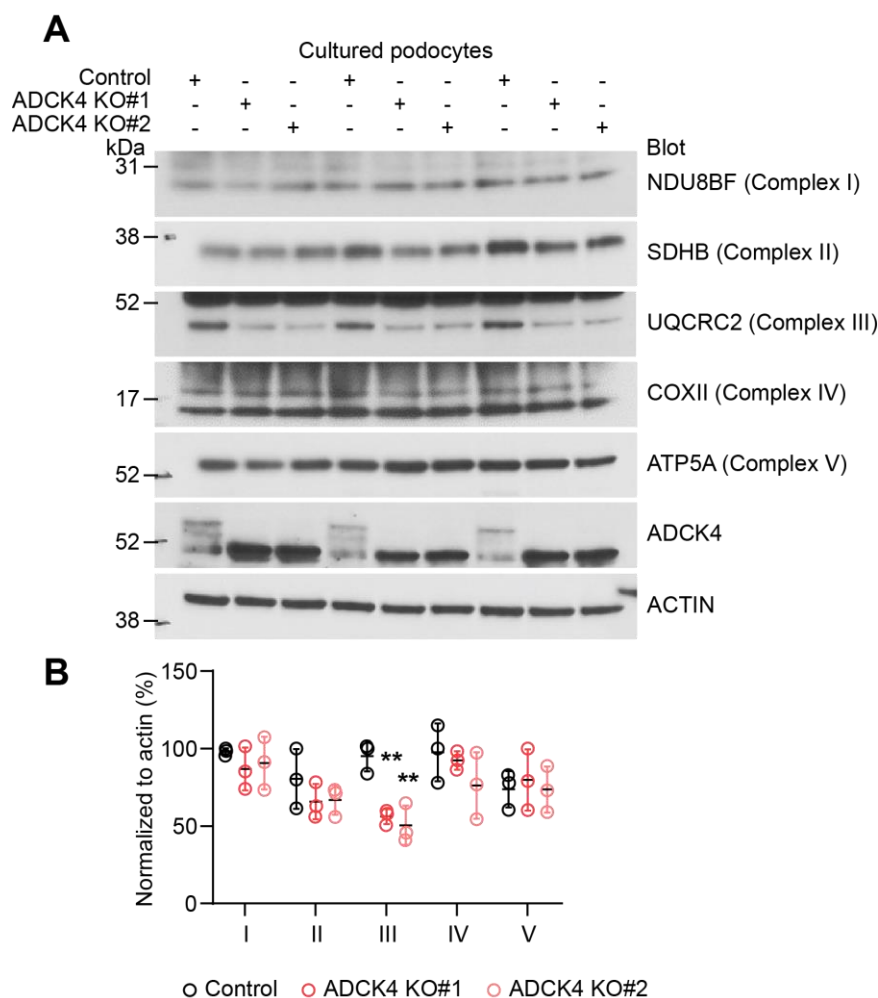 A
Cultured podocytes
Control + - - + - - + - -
ADCK4 KO#1 - + - - + - - + -
ADCK4 KO#2 - - + - - + - - +
kDa
Blot
31
NDU8BF (Complex I)
38
SDHB (Complex II)
52
UQCRC2 (Complex III)
17
COXII (Complex IV)
52
ATP5A (Complex V)
52
ADCK4
38
ACTIN
B
Normalized to actin (%)
150
100
50
0
**
**
I II III IV V
Control ADCK4 KO#1 ADCK4 KO#2